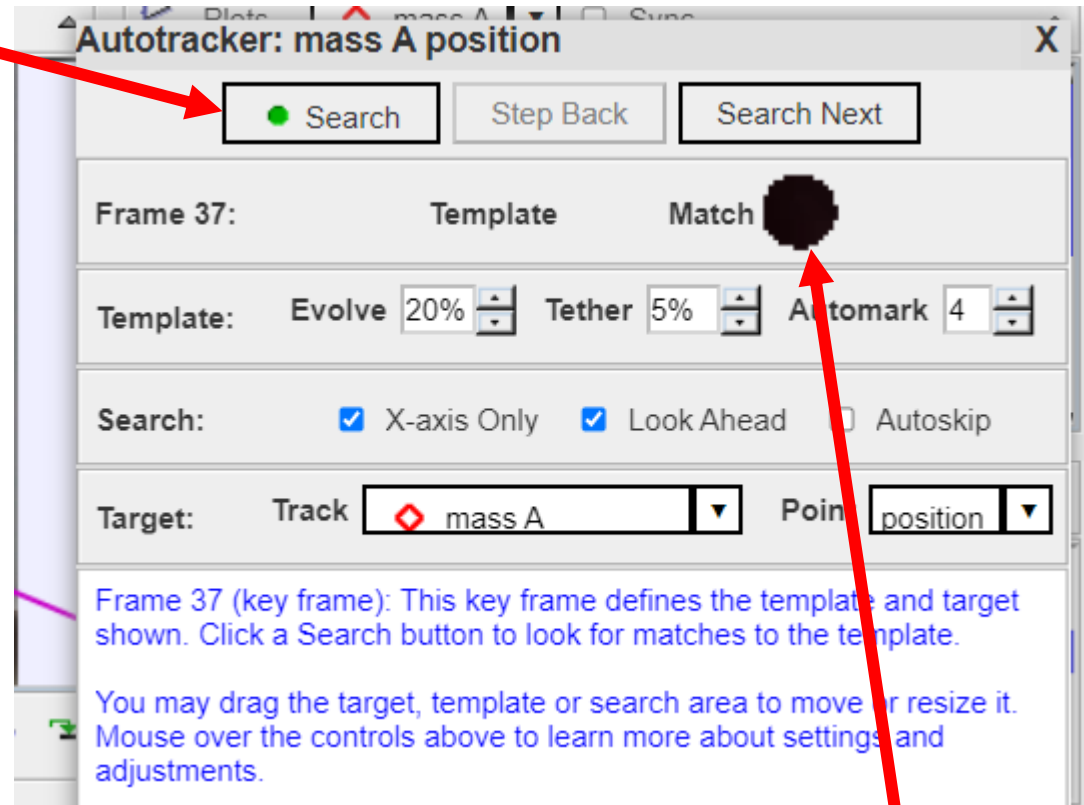 Plots mass A Sync
Autotracker: mass A position X
Search Step Back Search Next
Frame 37: Template Match
Template: Evolve 20% Tether 5% Automark 4
Search: X-axis Only Look Ahead Autoskip
Target: Track mass A Poin position
Frame 37 (key frame): This key frame defines the template and target
shown. Click a Search button to look for matches to the template.
You may drag the target, template or search area to move or resize it.
Mouse over the controls above to learn more about settings and
adjustments.